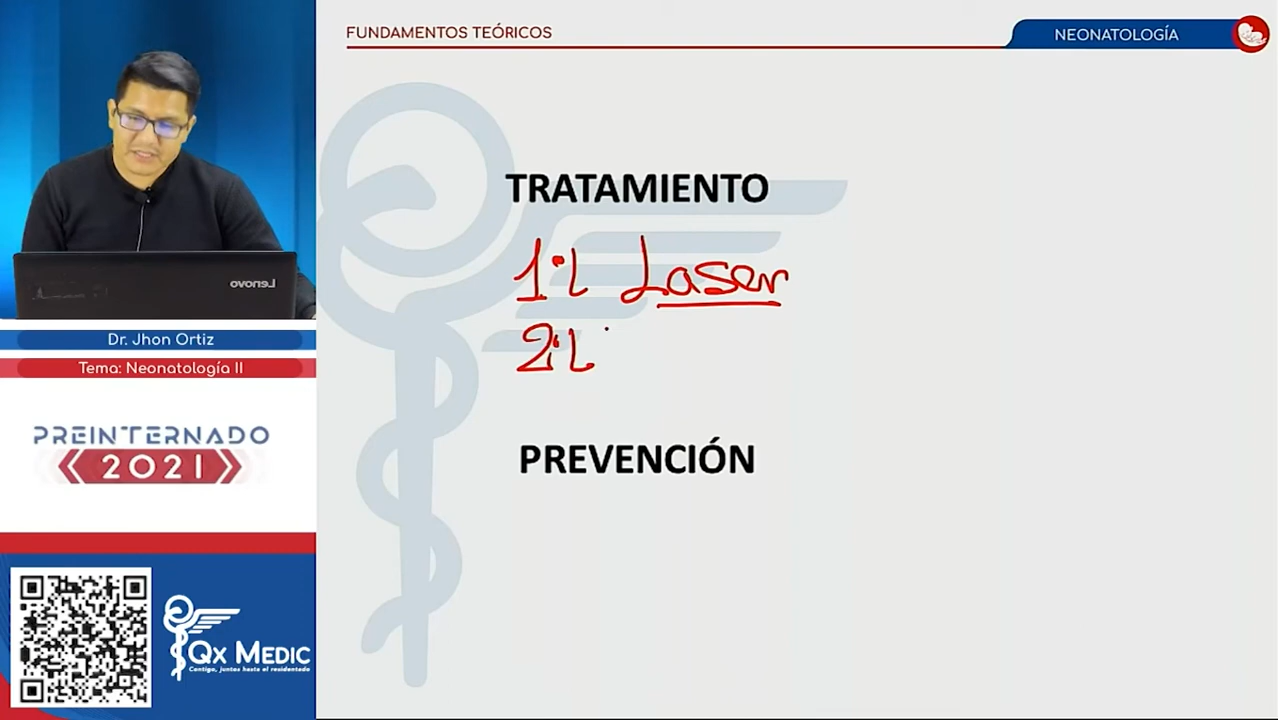 FUNDAMENTOS TEÓRICOS
NEONATOLOGÍA
TRATAMIENTO
1°L Laser
2°L
PREVENCIÓN
lenovo
Dr. Jhon Ortiz
Tema: Neonatología II
PREINTERNADO
2021
QX MEDIC
Contigo, juntos hasta el residentado